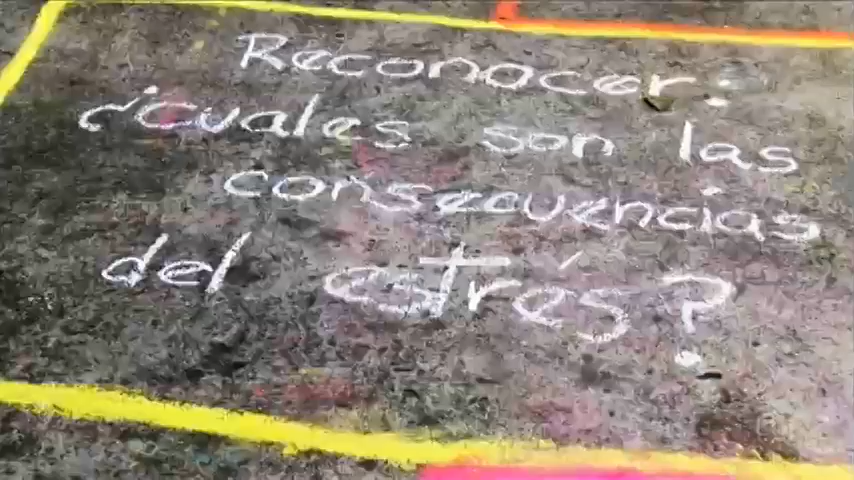 Reconocer:
¿cuales son las
consecuencias
del estrés?